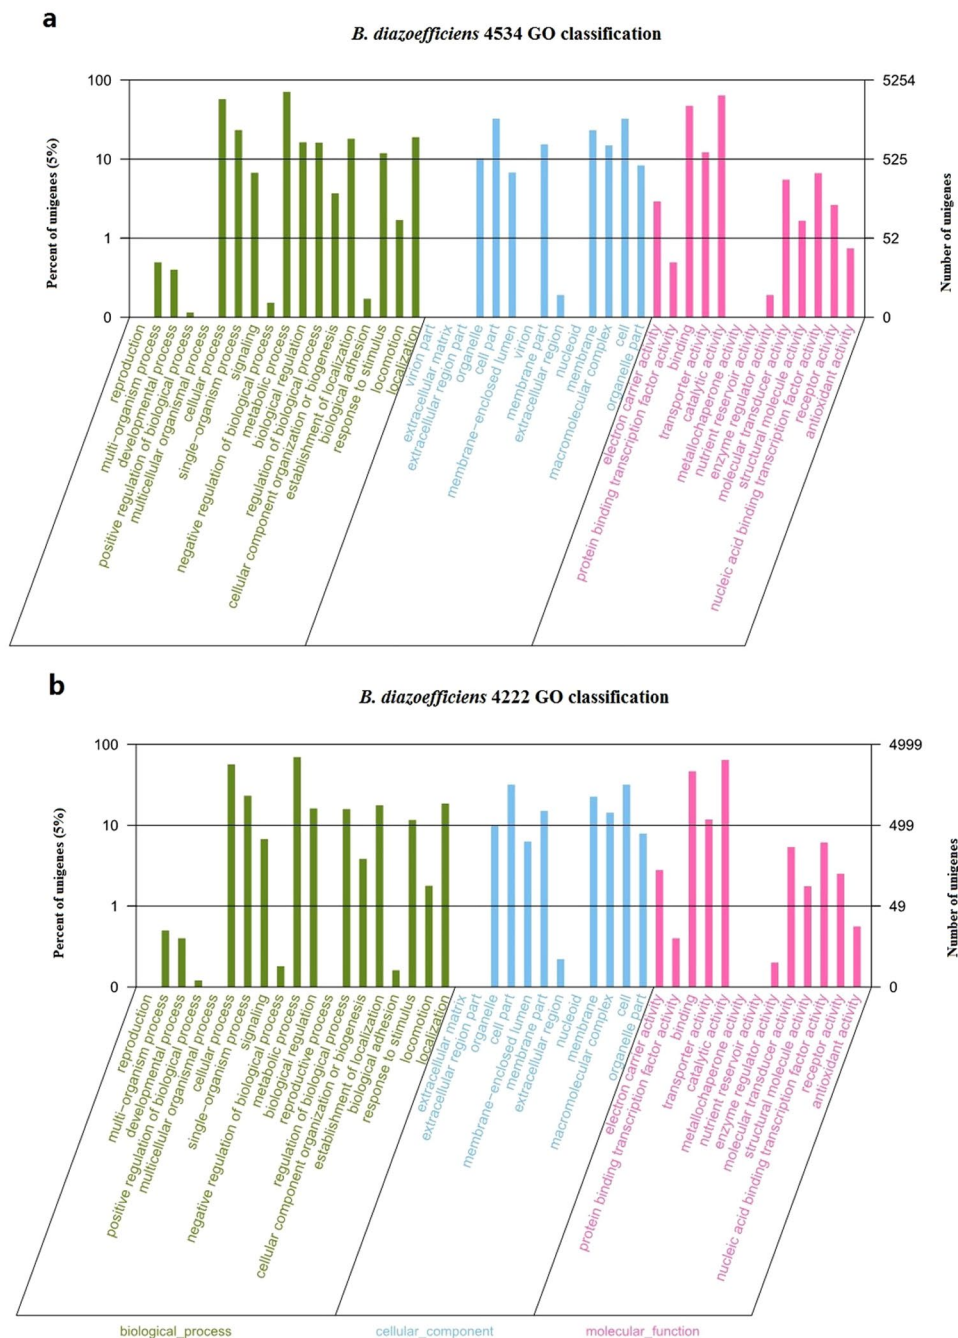 a
B. diazoefficiens 4534 GO classification
Percent of unigenes (5%)
100
10
1
0
5254
525
52
0
Number of unigenes
reproduction
multi-organism process
developmental process
positive regulation of biological process
multicellular organismal process
cellular process
single-organism process
signaling
negative regulation of biological process
metabolic process
biological regulation
regulation of biological process
cellular component organization or biogenesis
establishment of localization
biological adhesion
response to stimulus
locomotion
localization
virion part
extracellular matrix
extracellular region part
organelle
cell part
membrane-enclosed lumen
virion
membrane part
extracellular region
nucleoid
membrane
macromolecular complex
cell
organelle part
electron carrier activity
protein binding transcription factor activity
binding
transporter activity
catalytic activity
metallochaperone activity
nutrient reservoir activity
enzyme regulator activity
molecular transducer activity
structural molecule activity
nucleic acid binding transcription factor activity
receptor activity
antioxidant activity
b
B. diazoefficiens 4222 GO classification
Percent of unigenes (5%)
100
10
1
0
4999
499
49
0
Number of unigenes
reproduction
multi-organism process
developmental process
positive regulation of biological process
multicellular organismal process
cellular process
single-organism process
signaling
negative regulation of biological process
metabolic process
biological regulation
reproductive process
regulation of biological process
cellular component organization or biogenesis
establishment of localization
biological adhesion
response to stimulus
locomotion
localization
extracellular matrix
extracellular region part
organelle
cell part
membrane-enclosed lumen
membrane part
extracellular region
nucleoid
membrane
macromolecular complex
cell
organelle part
electron carrier activity
protein binding transcription factor activity
binding
transporter activity
catalytic activity
metallochaperone activity
nutrient reservoir activity
enzyme regulator activity
molecular transducer activity
structural molecule activity
nucleic acid binding transcription factor activity
receptor activity
antioxidant activity
biological_process
cellular_component
molecular_function